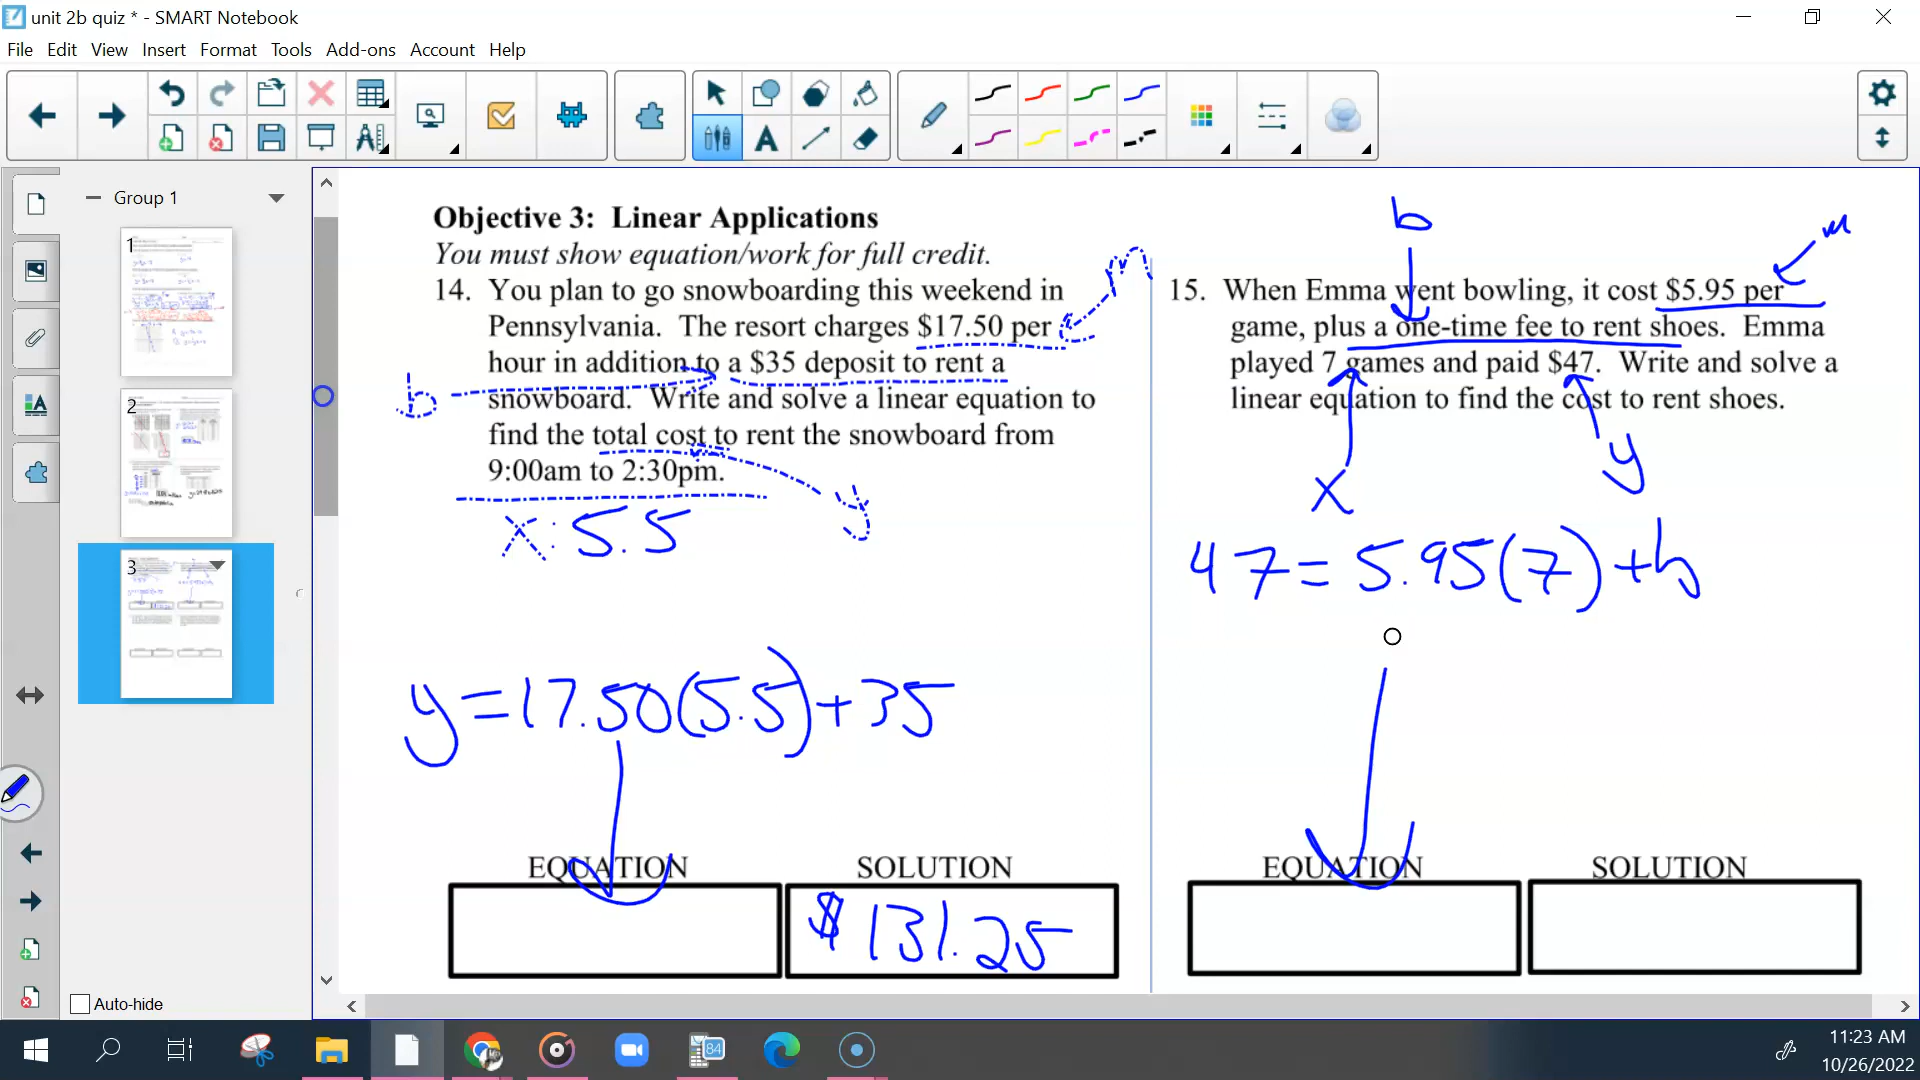 unit 2b quiz * - SMART Notebook
File Edit View Insert Format Tools Add-ons Account Help
Group 1
1
2
3
Auto-hide
Objective 3: Linear Applications
You must show equation/work for full credit.
14. You plan to go snowboarding this weekend in
Pennsylvania. The resort charges $17.50 per
hour in addition to a $35 deposit to rent a
snowboard. Write and solve a linear equation to
find the total cost to rent the snowboard from
9:00am to 2:30pm.
m
b
y
x: 5.5
y=17.50(5.5)+35
EQUATION SOLUTION
$131.25
b
m
15. When Emma went bowling, it cost $5.95 per
game, plus a one-time fee to rent shoes. Emma
played 7 games and paid $47. Write and solve a
linear equation to find the cost to rent shoes.
x
y
47=5.95(7)+b
EQUATION SOLUTION
84
11:23 AM
10/26/2022